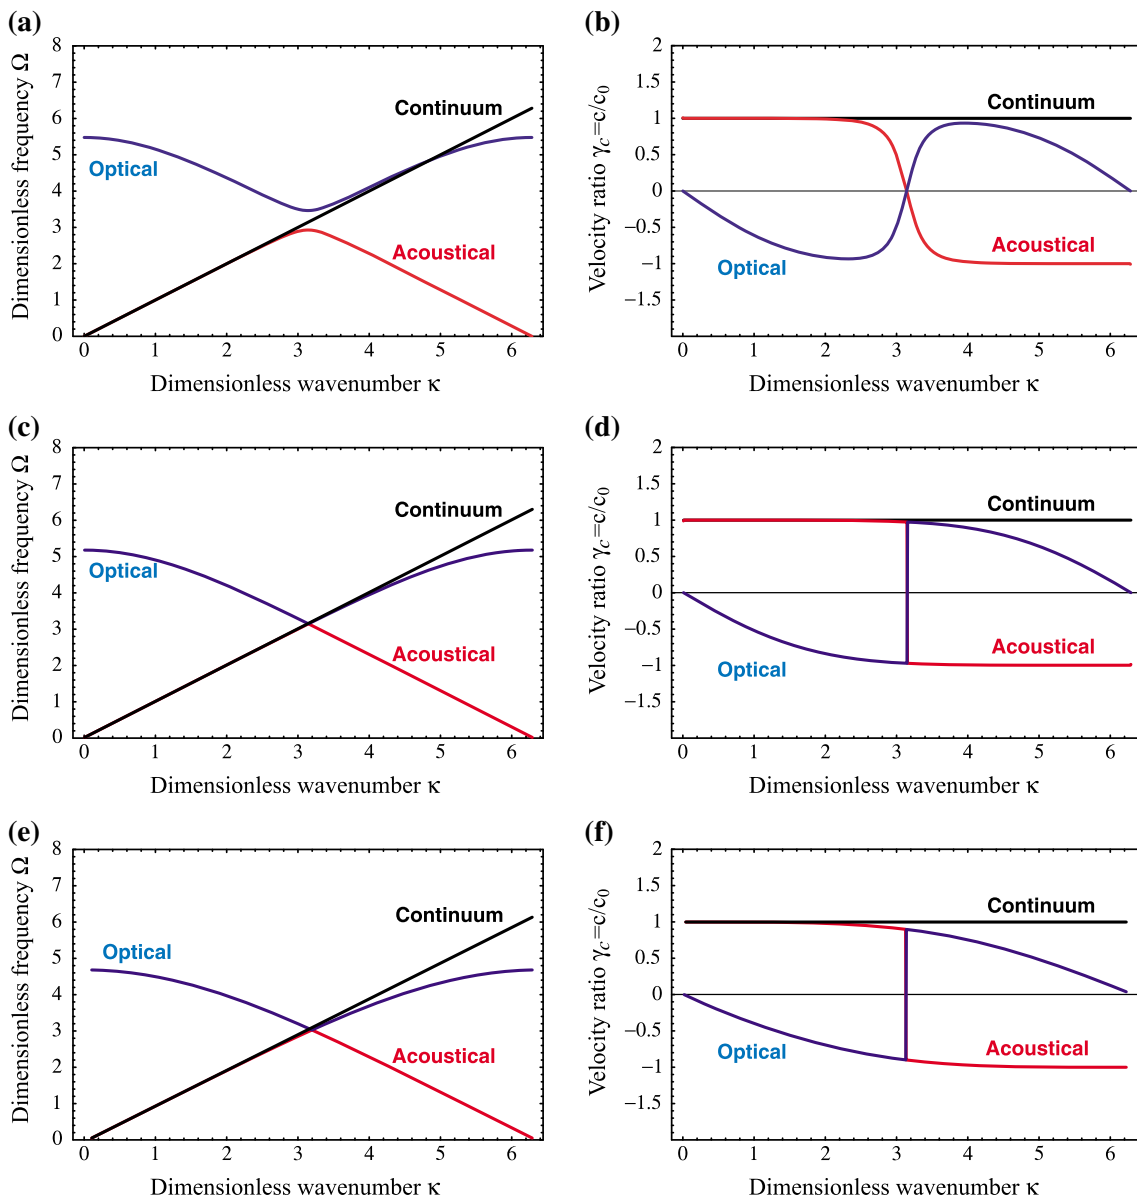 (a)
Dimensionless frequency Ω
8
7
6
5
4
3
2
1
0
Continuum
Optical
Acoustical
0 1 2 3 4 5 6
Dimensionless wavenumber κ
(b)
Velocity ratio γc=c/c0
2
1.5
1
0.5
0
−0.5
−1
−1.5
Continuum
Acoustical
Optical
0 1 2 3 4 5 6
Dimensionless wavenumber κ
(c)
Dimensionless frequency Ω
8
7
6
5
4
3
2
1
0
Continuum
Optical
Acoustical
0 1 2 3 4 5 6
Dimensionless wavenumber κ
(d)
Velocity ratio γc=c/c0
2
1.5
1
0.5
0
−0.5
−1
−1.5
Continuum
Acoustical
Optical
0 1 2 3 4 5 6
Dimensionless wavenumber κ
(e)
Dimensionless frequency Ω
8
7
6
5
4
3
2
1
0
Continuum
Optical
Acoustical
0 1 2 3 4 5 6
Dimensionless wavenumber κ
(f)
Velocity ratio γc=c/c0
2
1.5
1
0.5
0
−0.5
−1
−1.5
Continuum
Optical
Acoustical
0 1 2 3 4 5 6
Dimensionless wavenumber κ